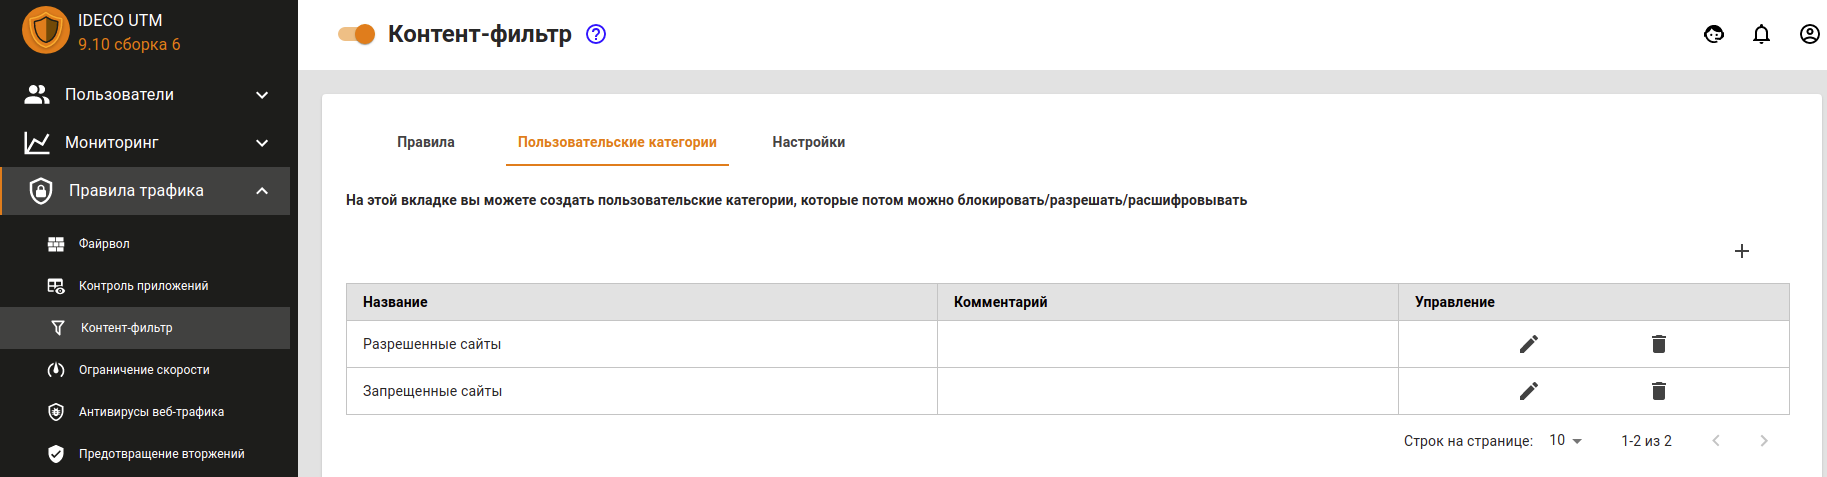 IDECO UTM
9.10 сборка 6
Пользователи
Мониторинг
Правила трафика
Файрвол
Контроль приложений
Контент-фильтр
Ограничение скорости
Антивирусы веб-трафика
Предотвращение вторжений
Контент-фильтр ?
Правила Пользовательские категории Настройки
На этой вкладке вы можете создать пользовательские категории, которые потом можно блокировать/разрешать/расшифровывать
Название Комментарий Управление
Разрешенные сайты
Запрещенные сайты
Строк на странице: 10 1-2 из 2